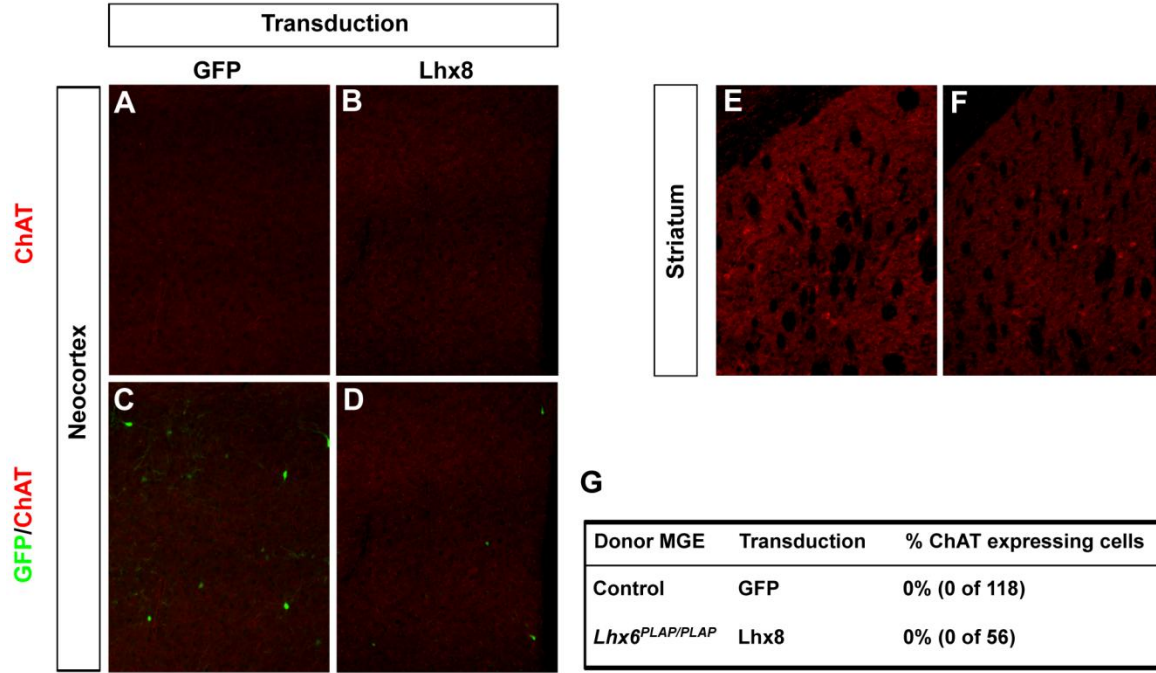 Transduction
GFP Lhx8
A B
ChAT
Neocortex
C D
GFP/ChAT
E F
Striatum
G
Donor MGE Transduction % ChAT expressing cells
Control GFP 0% (0 of 118)
Lhx6PLAP/PLAP Lhx8 0% (0 of 56)